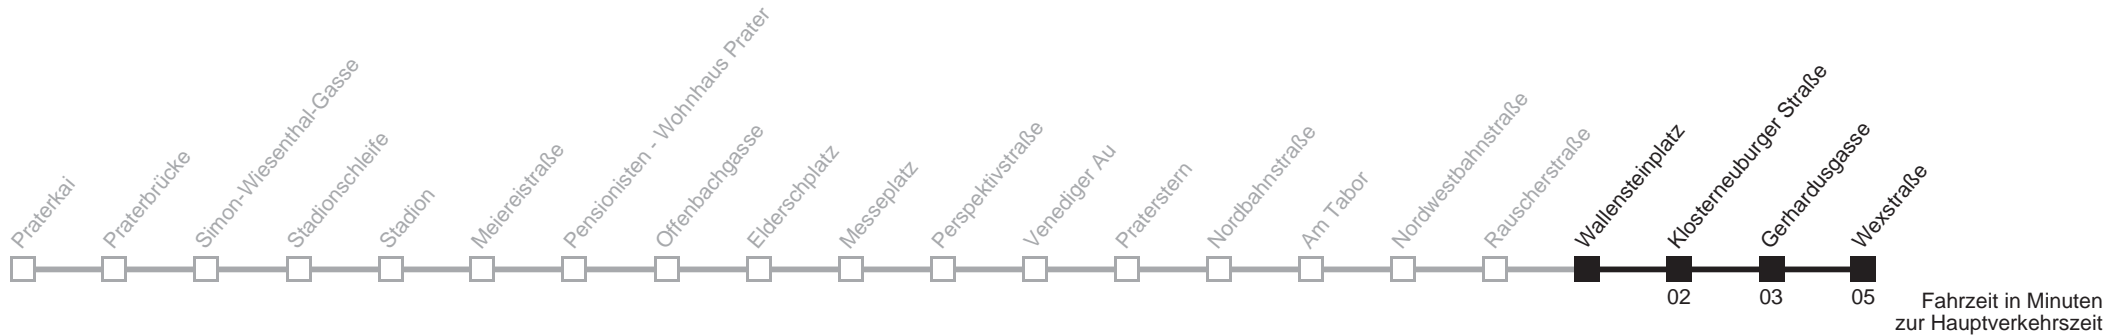 Praterkai
Praterbrücke
Simon-Wiesenthal-Gasse
Stadionschleife
Stadion
Meiereistraße
Pensionisten - Wohnhaus Prater
Offenbachgasse
Elderschplatz
Messeplatz
Perspektivstraße
Venediger Au
Praterstern
Nordbahnstraße
Am Tabor
Nordwestbahnstraße
Rauscherstraße
Wallensteinplatz
Klosterneuburger Straße
Gerhardusgasse
Wexstraße
02 03 05
Fahrzeit in Minuten
zur Hauptverkehrszeit